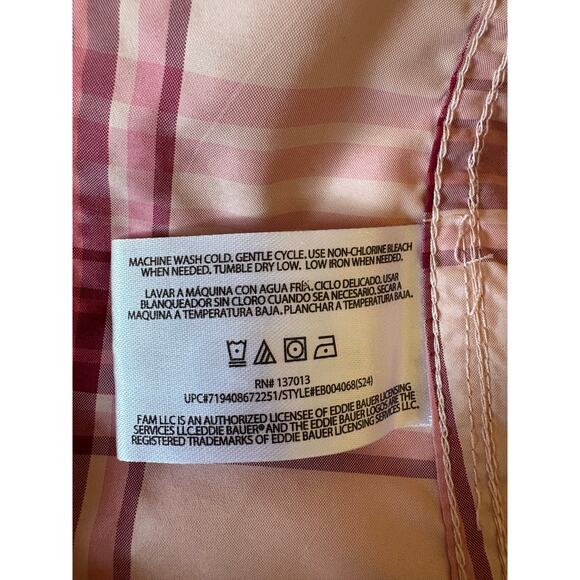 MACHINE WASH COLD. GENTLE CYCLE. USE NON-CHLORINE BLEACH
WHEN NEEDED, TUMBLE DRY LOW. LOW IRON WHEN NEEDED.
LAVAR A MÁQUINA CON AGUA FRÍA. CICLO DELICADO. USAR
BLANQUEADOR SIN CLORO CUANDO SEA NECESARIO. SECAR A
MAQUINA A TEMPERATURA BAJA. PLANCHAR A TEMPERATURA BAJA.
RN# 137013
UPC#719408672251/STYLE#EB004068(S24)
FAM LLC IS AN AUTHORIZED LICENSEE OF EDDIE BAUER LICENSING
SERVICES LLC.EDDIE BAUER® AND THE EDDIE BAUER LOGOS ARE THE
REGISTERED TRADEMARKS OF EDDIE BAUER LICENSING SERVICES LLC.